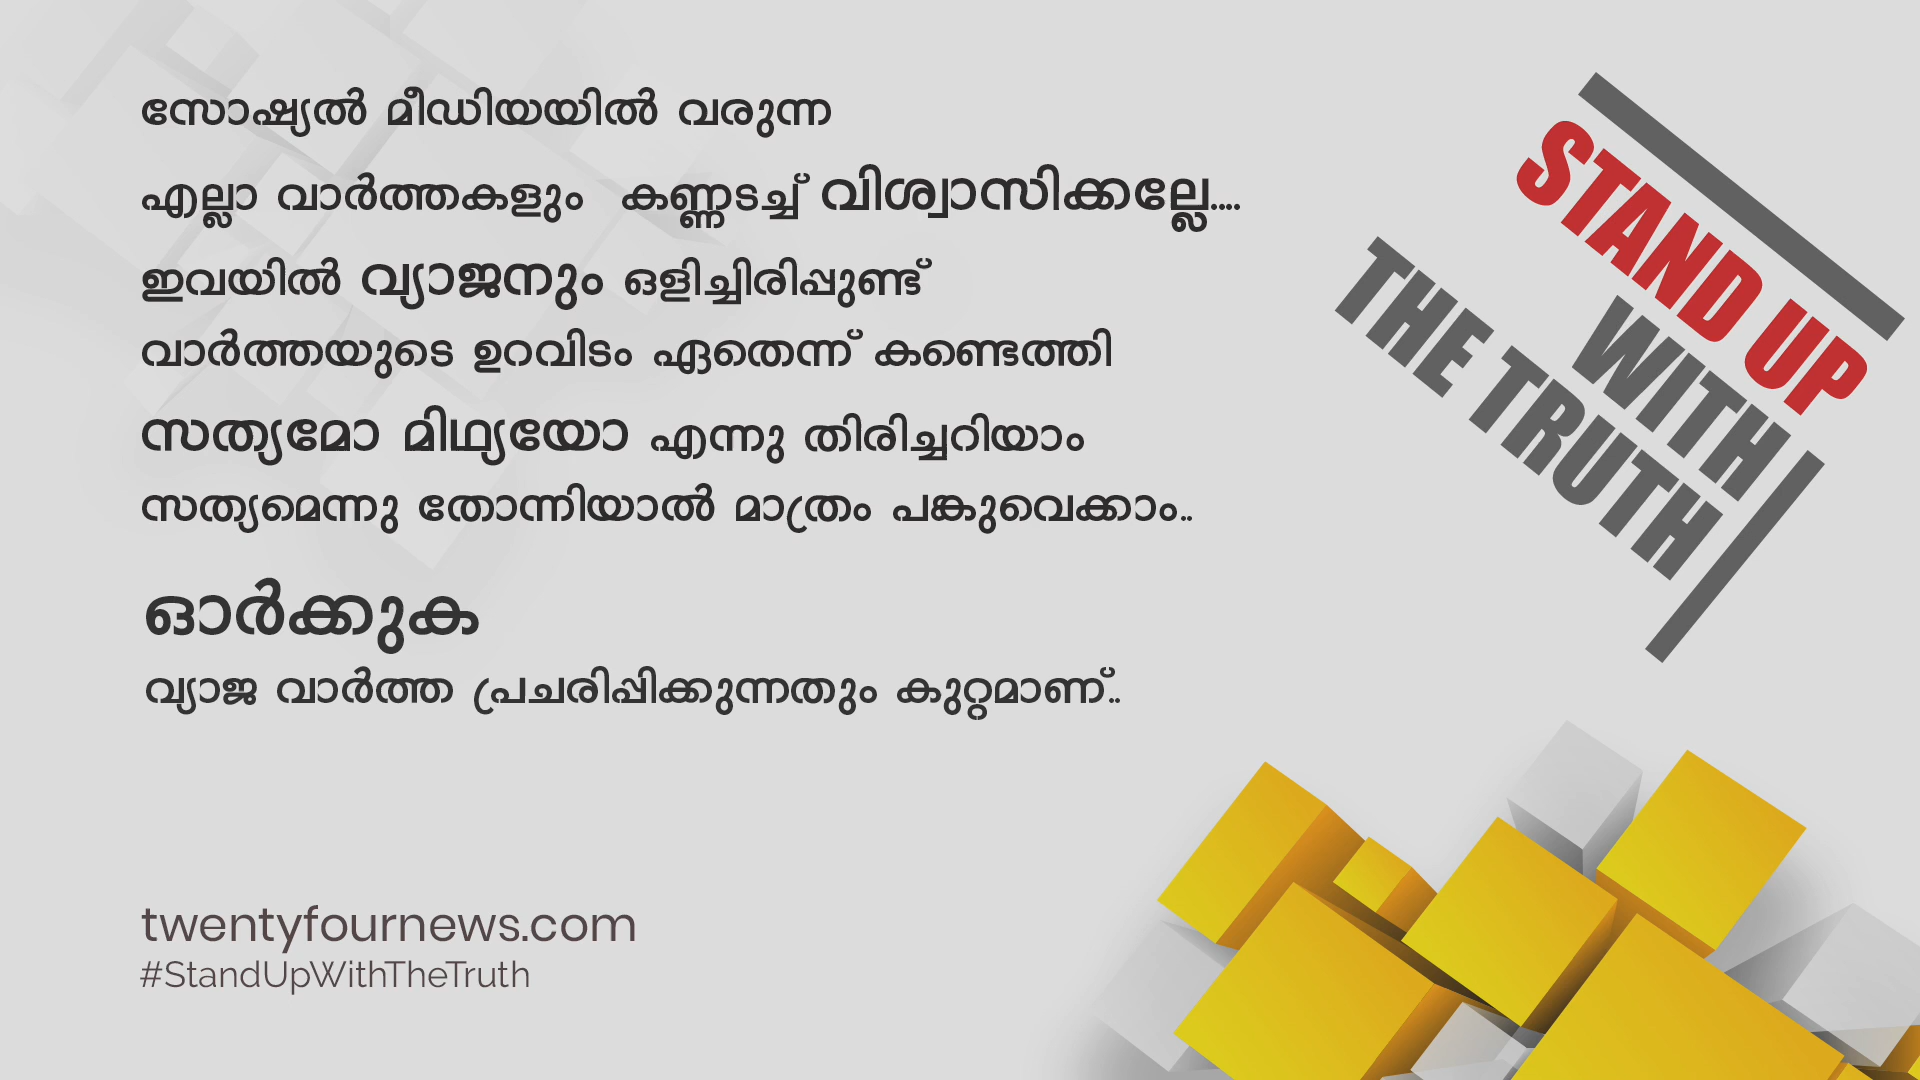 സോഷ്യൽ മീഡിയയിൽ വരുന്ന
എല്ലാ വാർത്തകളും കണ്ണടച്ച് വിശ്വാസിക്കല്ലേ....
ഇവയിൽ വ്യാജനും ഒളിച്ചിരിപ്പുണ്ട്
വാർത്തയുടെ ഉറവിടം ഏതെന്ന് കണ്ടെത്തി
സത്യമോ മിഥ്യയോ എന്നു തിരിച്ചറിയാം
സത്യമെന്നു തോന്നിയാൽ മാത്രം പങ്കുവെക്കാം..
ഓർക്കുക
വ്യാജ വാർത്ത പ്രചരിപ്പിക്കുന്നതും കുറ്റമാണ്..
STAND UP
WITH
THE TRUTH
twentyfournews.com
#StandUpWithTheTruth